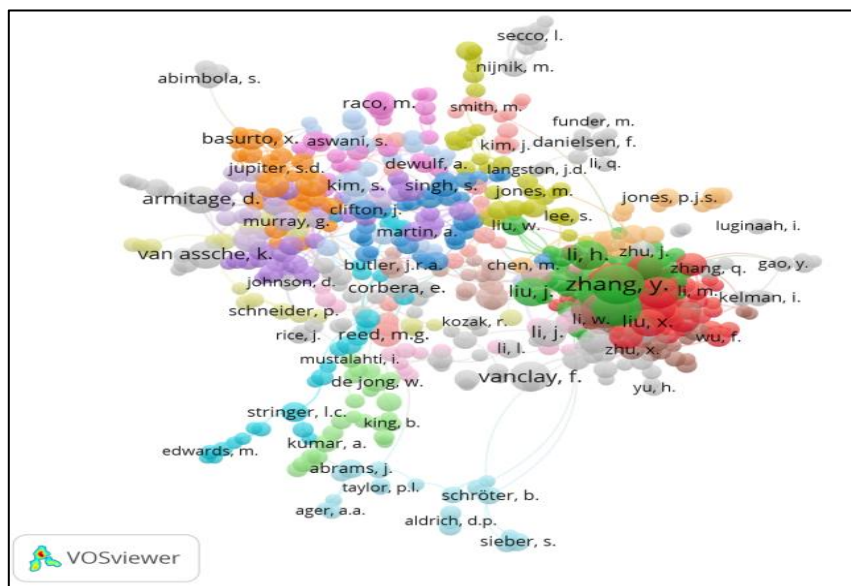 secco, l.
abimbola, s.
nijnik, m.
raco, m.
smith, m.
funder, m.
basurto, x.
aswani, s.
kim, j.
danielsen, f.
dewulf, a.
li, q.
jupiter, s.d.
langston, j.d.
kim, s.
singh, s.
jones, m.
jones, p.j.s.
armitage, d.
clifton, j.
murray, g.
lee, s.
liu, w.
luginaah, i.
martin, a.
van assche, k.
li, h.
zhu, j.
butler, j.r.a.
chen, m.
zhang, q.
gao, y.
johnson, d.
corbera, e.
zhang, y.
liu, j.
li, m.
kelman, i.
schneider, p.
li, w.
liu, x.
kozak, r.
rice, j.
reed, m.g.
li, j.
wu, f.
li, l.
zhu, x.
mustalahti, i.
de jong, w.
vanclay, f.
yu, h.
stringer, l.c.
king, b.
kumar, a.
edwards, m.
abrams, j.
taylor, p.l.
schröter, b.
ager, a.a.
aldrich, d.p.
sieber, s.
VOSviewer